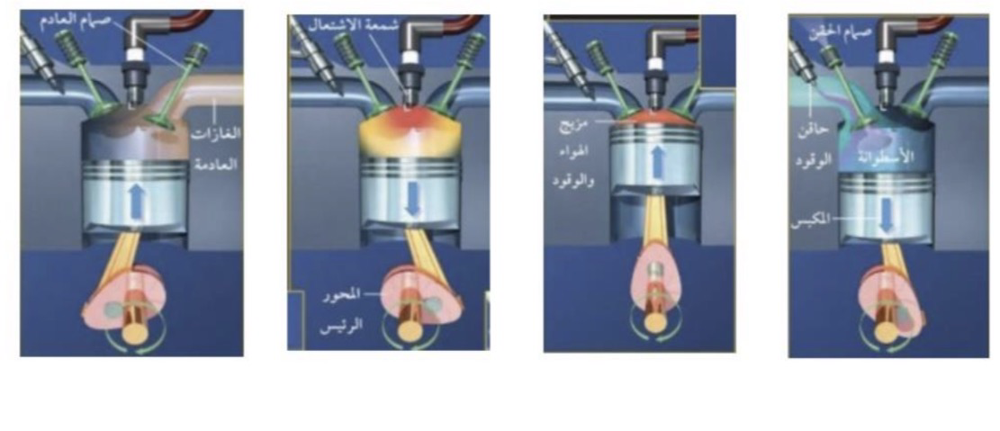 صمام الحقن
حاقن
الوقود
الأسطوانة
المكبس
مزيج
الهواء
والوقود
شمعة الاشتعال
المحور
الرئيس
صمام العادم
الغازات
العادمة